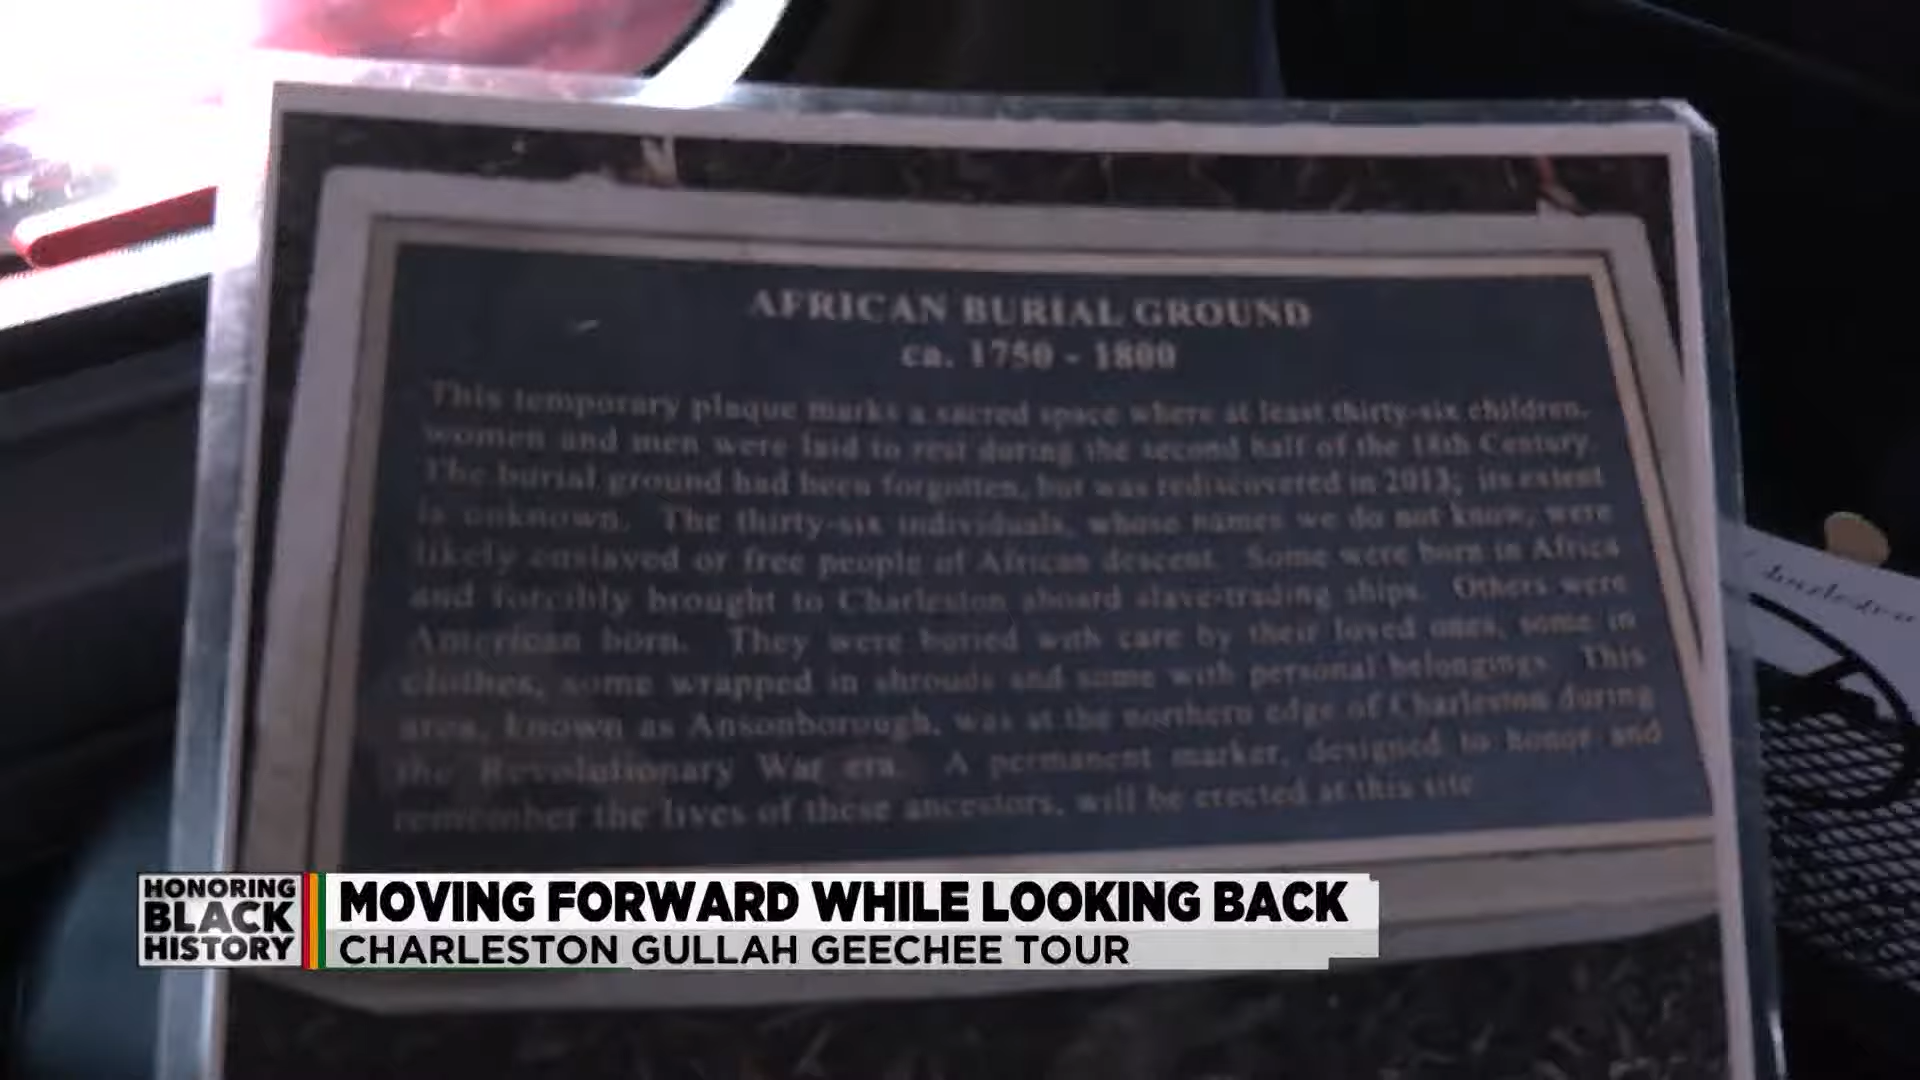 AFRICAN BURIAL GROUND
ca. 1750 - 1800
This temporary plaque marks a sacred space where at least thirty-six children,
women and men were laid to rest during the second half of the 18th Century.
The burial ground had been forgotten, but was rediscovered in 2013; its extent
is unknown. The thirty-six individuals, whose names we do not know, were
likely enslaved or free people of African descent. Some were born in Africa
and forcibly brought to Charleston aboard slave-trading ships. Others were
American born. They were buried with care by their loved ones, some in
clothes, some wrapped in shrouds and some with personal belongings. This
area, known as Ansonborough, was at the northern edge of Charleston during
the Revolutionary War era. A permanent marker, designed to honor and
remember the lives of these ancestors, will be erected at this site
HONORING
BLACK
HISTORY
MOVING FORWARD WHILE LOOKING BACK
CHARLESTON GULLAH GEECHEE TOUR